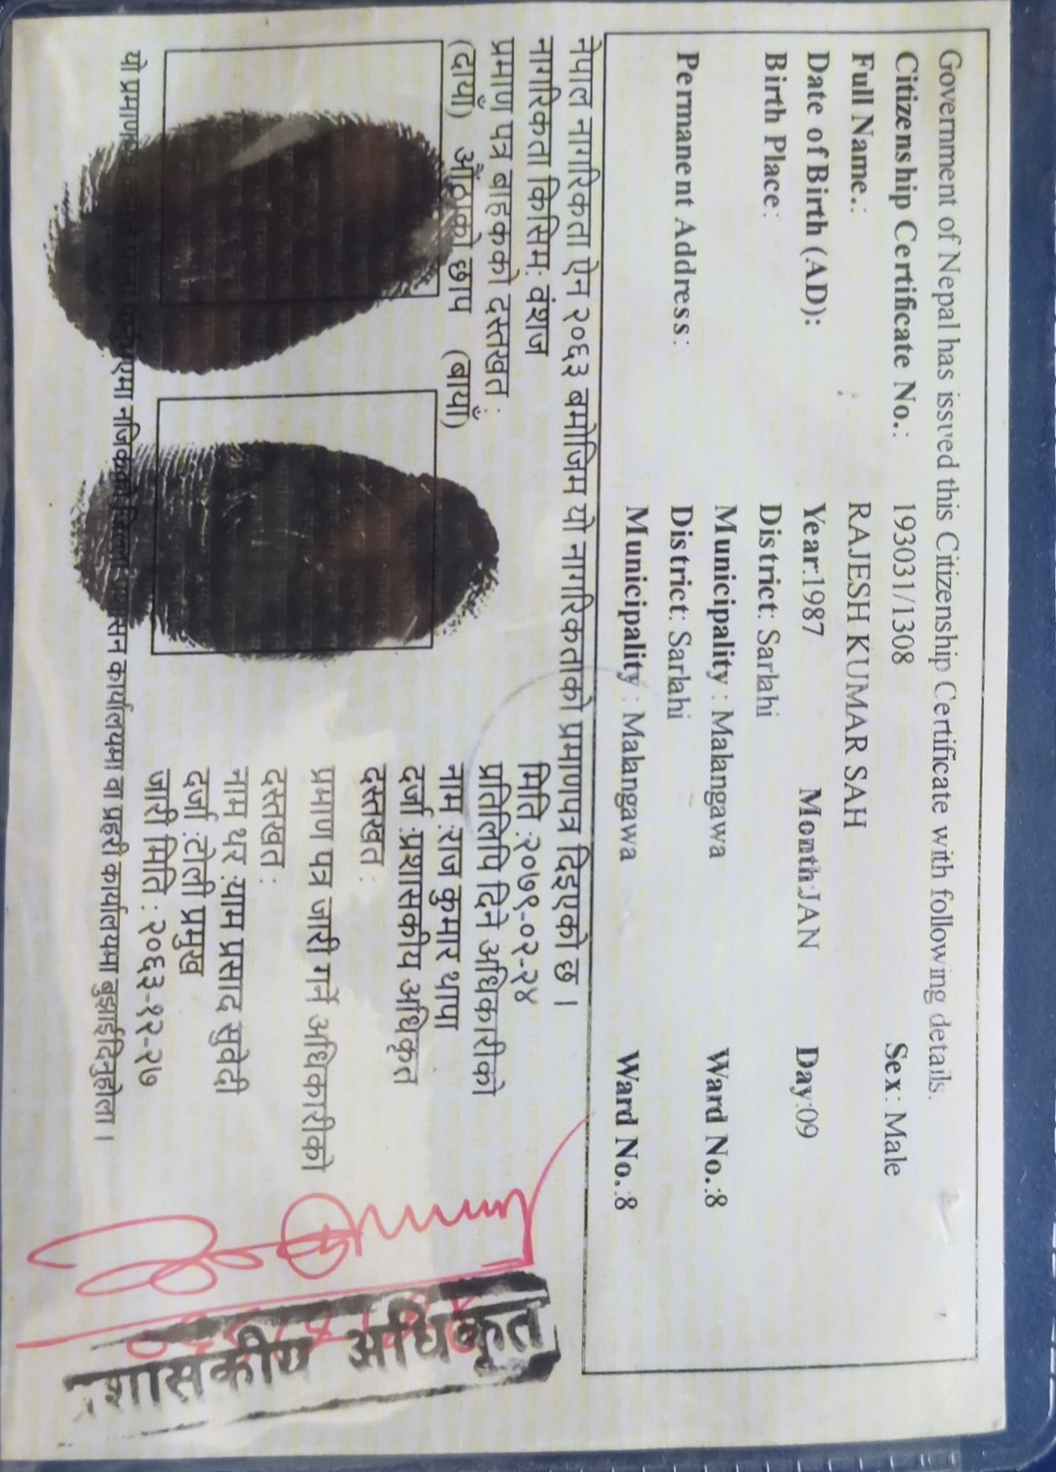 Government of Nepal has issued this Citizenship Certificate with following details.
Citizenship Certificate No.: 193031/1308 Sex: Male
Full Name.: RAJESH KUMAR SAH
Date of Birth (AD): Year:1987 Month:JAN Day:09
Birth Place: District: Sarlahi
Municipality : Malangawa Ward No.:8
Permanent Address: District: Sarlahi
Municipality : Malangawa Ward No.:8
नेपाल नागरिकता ऐन २०६३ बमोजिम यो नागरिकताको प्रमाणपत्र दिइएको छ ।
नागरिकता किसिम: वंशज
प्रमाण पत्र बाहकको दस्तखत :
(दायाँ) औंठाको छाप (बायाँ)
मिति :२०७९-०२-२४
प्रतिलिपि दिने अधिकारीको
नाम :राज कुमार थापा
दर्जा :प्रशासकीय अधिकृत
दस्तखत :
प्रमाण पत्र जारी गर्ने अधिकारीको
दस्तखत :
नाम थर :याम प्रसाद सुवेदी
दर्जा :टोली प्रमुख
जारी मिति : २०६३-१२-२७
यो नजिकको कार्यालयमा वा प्रहरी कार्यालयमा बुझाईदिनुहोला ।
प्रशासकीय अधिकृत